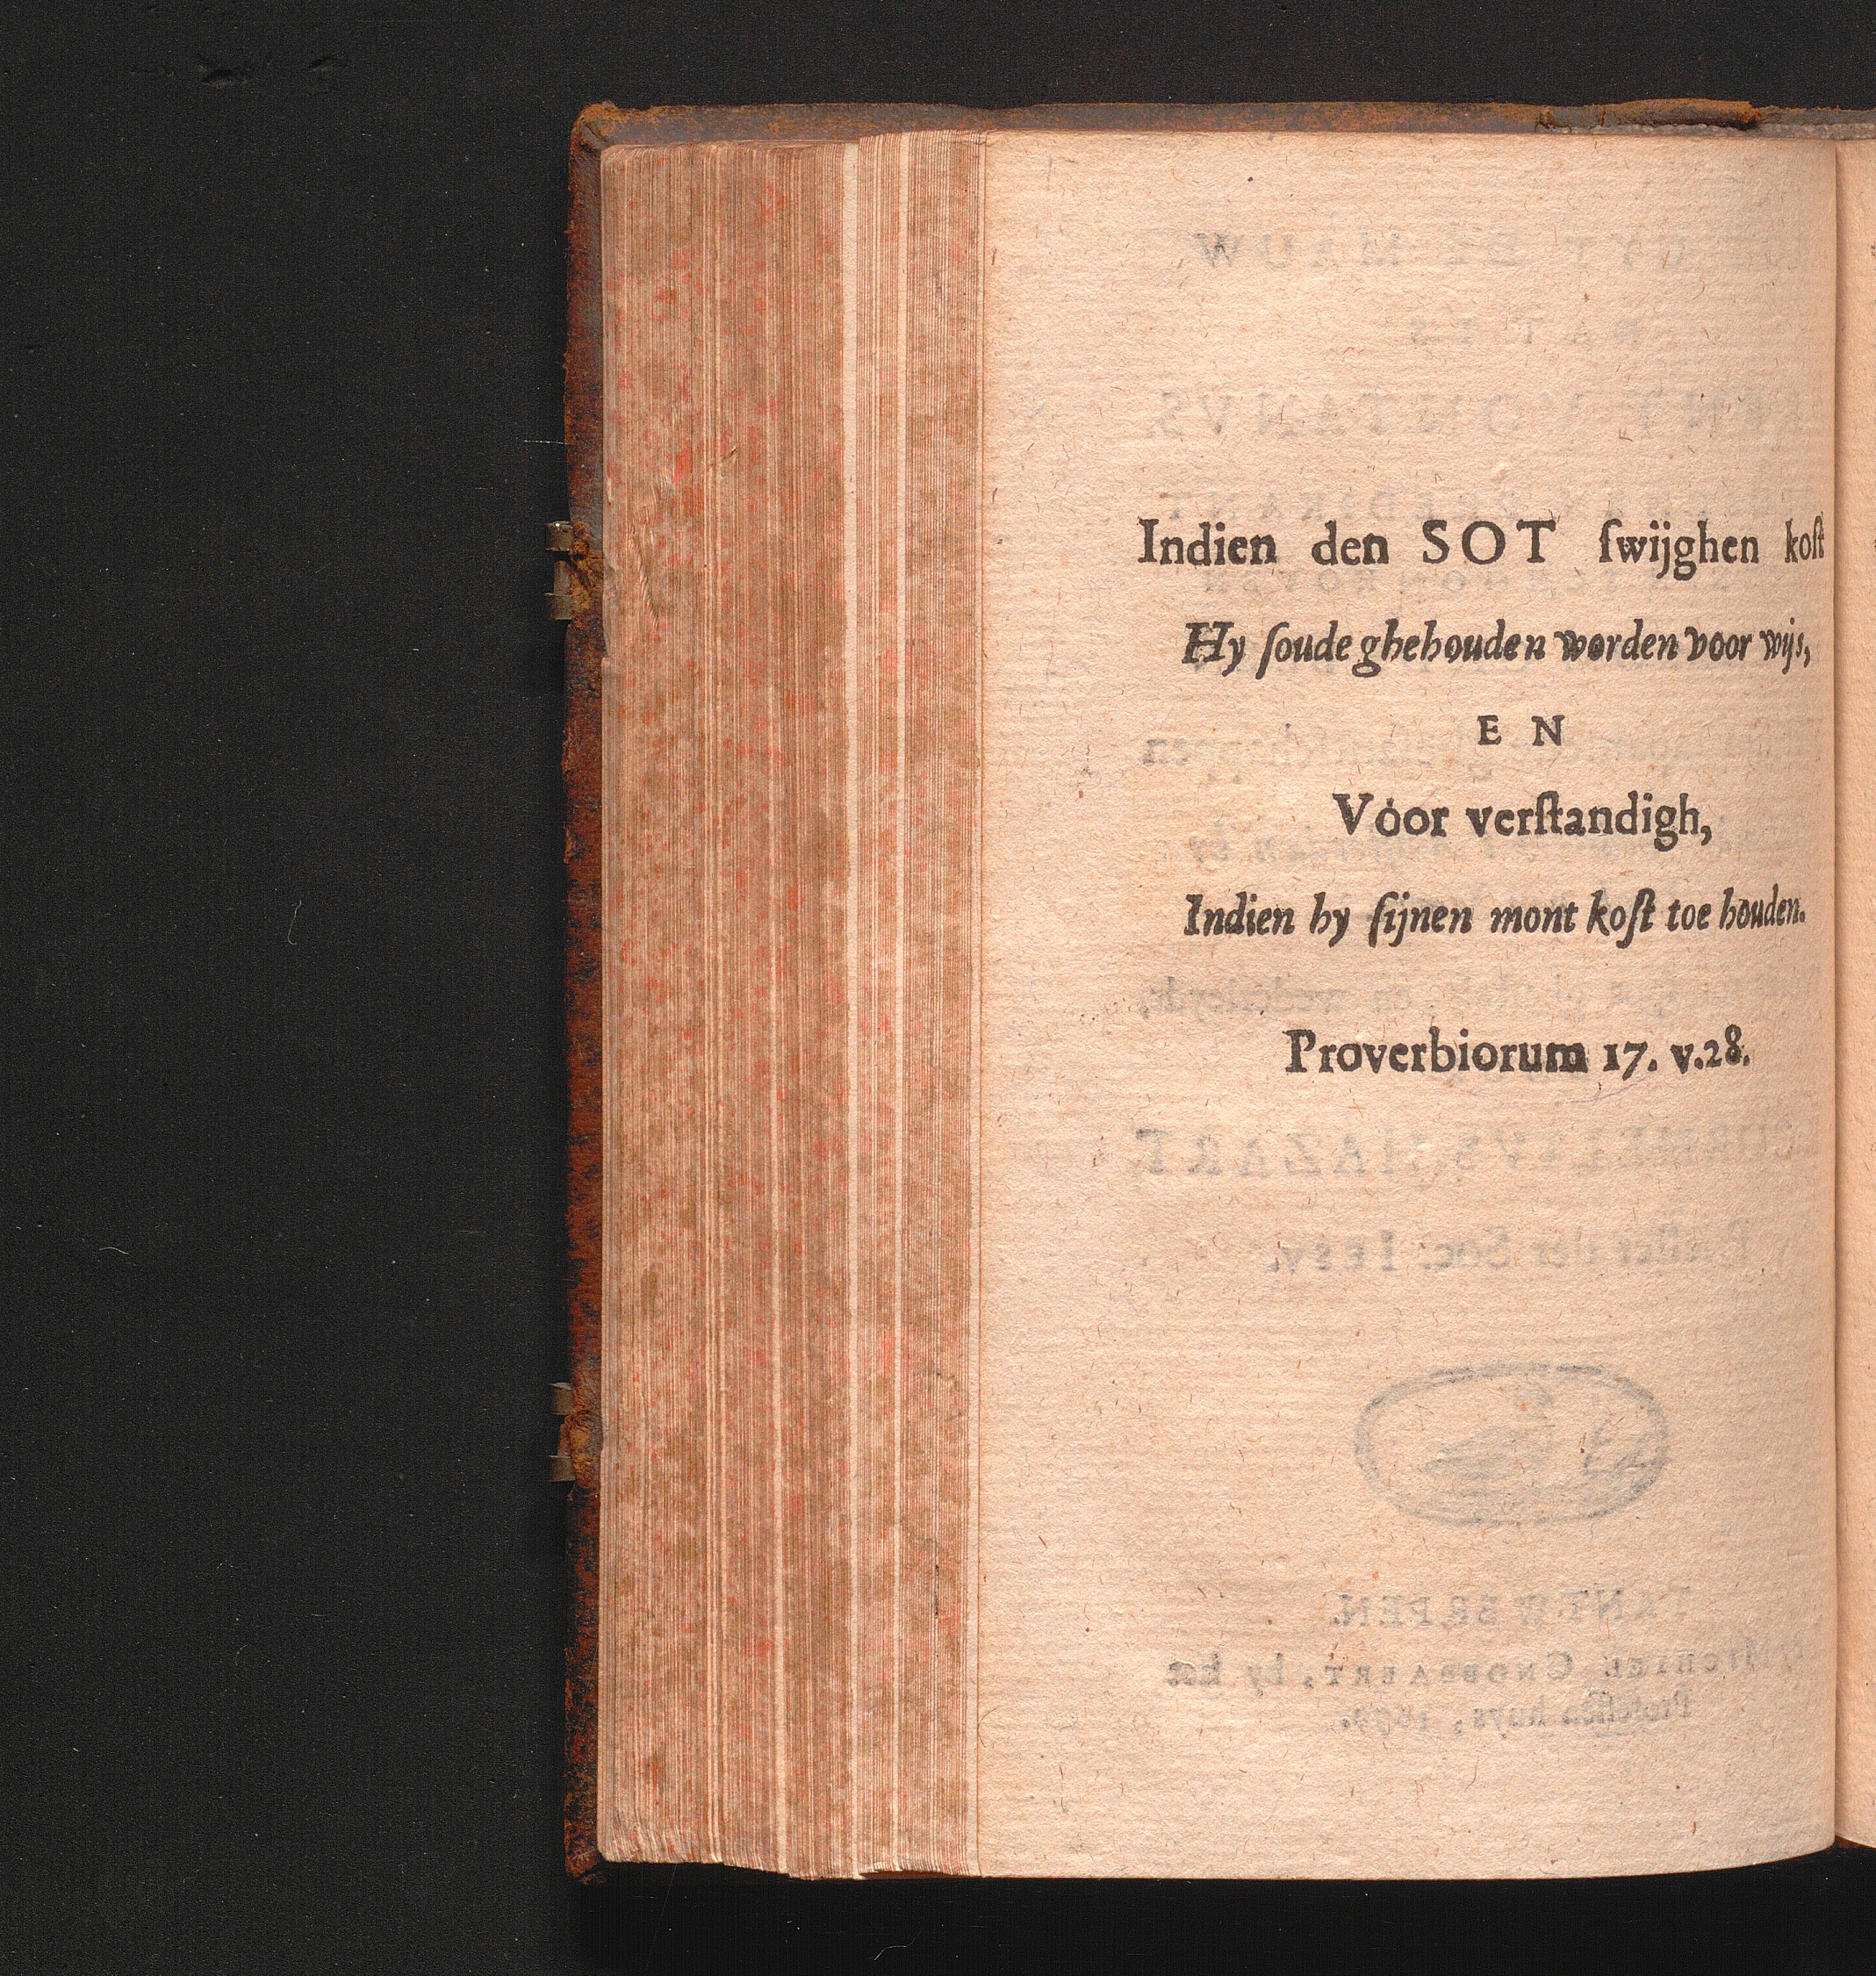 Indien den SOT ſwijghen koſt
Hy ſoude ghehouden worden voor wijs,
E N
Voor verſtandigh,
Indien hy ſijnen mont koſt toe houden.
Proverbiorum 17. v.28.